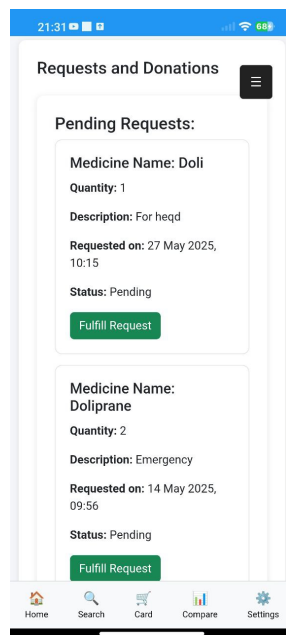 21:31
68
Requests and Donations
Pending Requests:
Medicine Name: Doli
Quantity: 1
Description: For heqd
Requested on: 27 May 2025,
10:15
Status: Pending
Fulfill Request
Medicine Name:
Doliprane
Quantity: 2
Description: Emergency
Requested on: 14 May 2025,
09:56
Status: Pending
Fulfill Request
Home Search Card Compare Settings